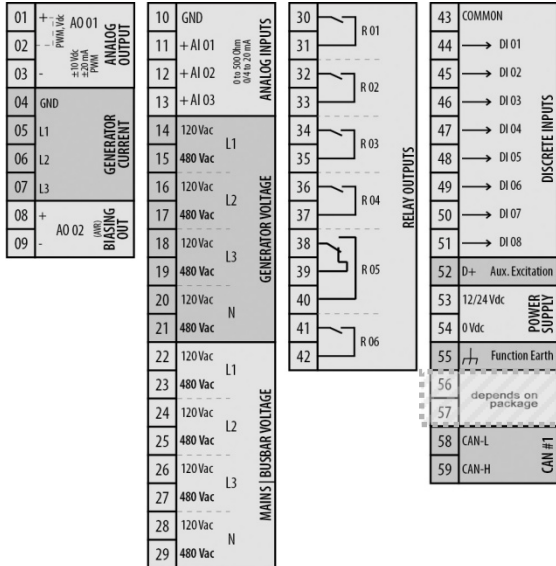 01 + AO 01
02 PWM, Vdc
±10 Vdc
±20 mA
PWM
03 -
ANALOG
OUTPUT
04 GND
05 L1
06 L2
07 L3
GENERATOR
CURRENT
08 +
AO 02
09 -
(AVR)
BIASING
OUT
10 GND
11 + AI 01
12 + AI 02
13 + AI 03
0 to 500 Ohm
0/4 to 20 mA
ANALOG INPUTS
14 120 Vac
L1
15 480 Vac
16 120 Vac
L2
17 480 Vac
18 120 Vac
L3
19 480 Vac
20 120 Vac
N
21 480 Vac
GENERATOR VOLTAGE
22 120 Vac
L1
23 480 Vac
24 120 Vac
L2
25 480 Vac
26 120 Vac
L3
27 480 Vac
28 120 Vac
N
29 480 Vac
MAINS | BUSBAR VOLTAGE
30
R 01
31
32
R 02
33
34
R 03
35
36
R 04
37
38
39 R 05
40
41
R 06
42
RELAY OUTPUTS
43 COMMON
44 DI 01
45 DI 02
46 DI 03
47 DI 04
48 DI 05
49 DI 06
50 DI 07
51 DI 08
DISCRETE INPUTS
52 D+ Aux. Excitation
53 12/24 Vdc
54 0 Vdc
POWER
SUPPLY
55 Function Earth
56
57
depends on
package
58 CAN-L
59 CAN-H
CAN #1